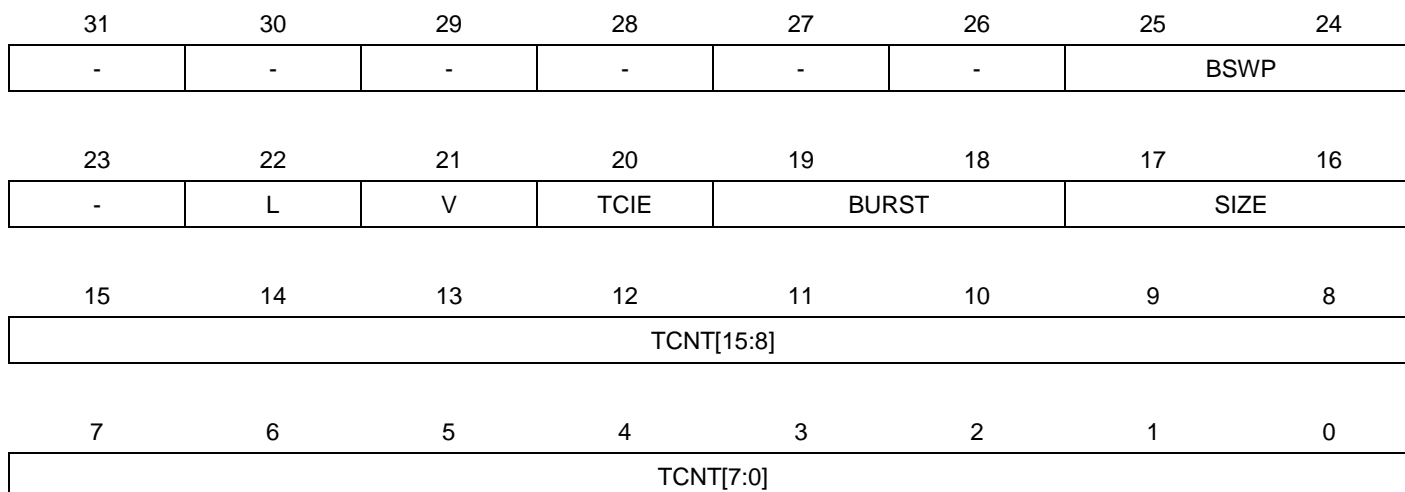 31 30 29 28 27 26 25 24
- - - - - - BSWP
23 22 21 20 19 18 17 16
- L V TCIE BURST SIZE
15 14 13 12 11 10 9 8
TCNT[15:8]
7 6 5 4 3 2 1 0
TCNT[7:0]